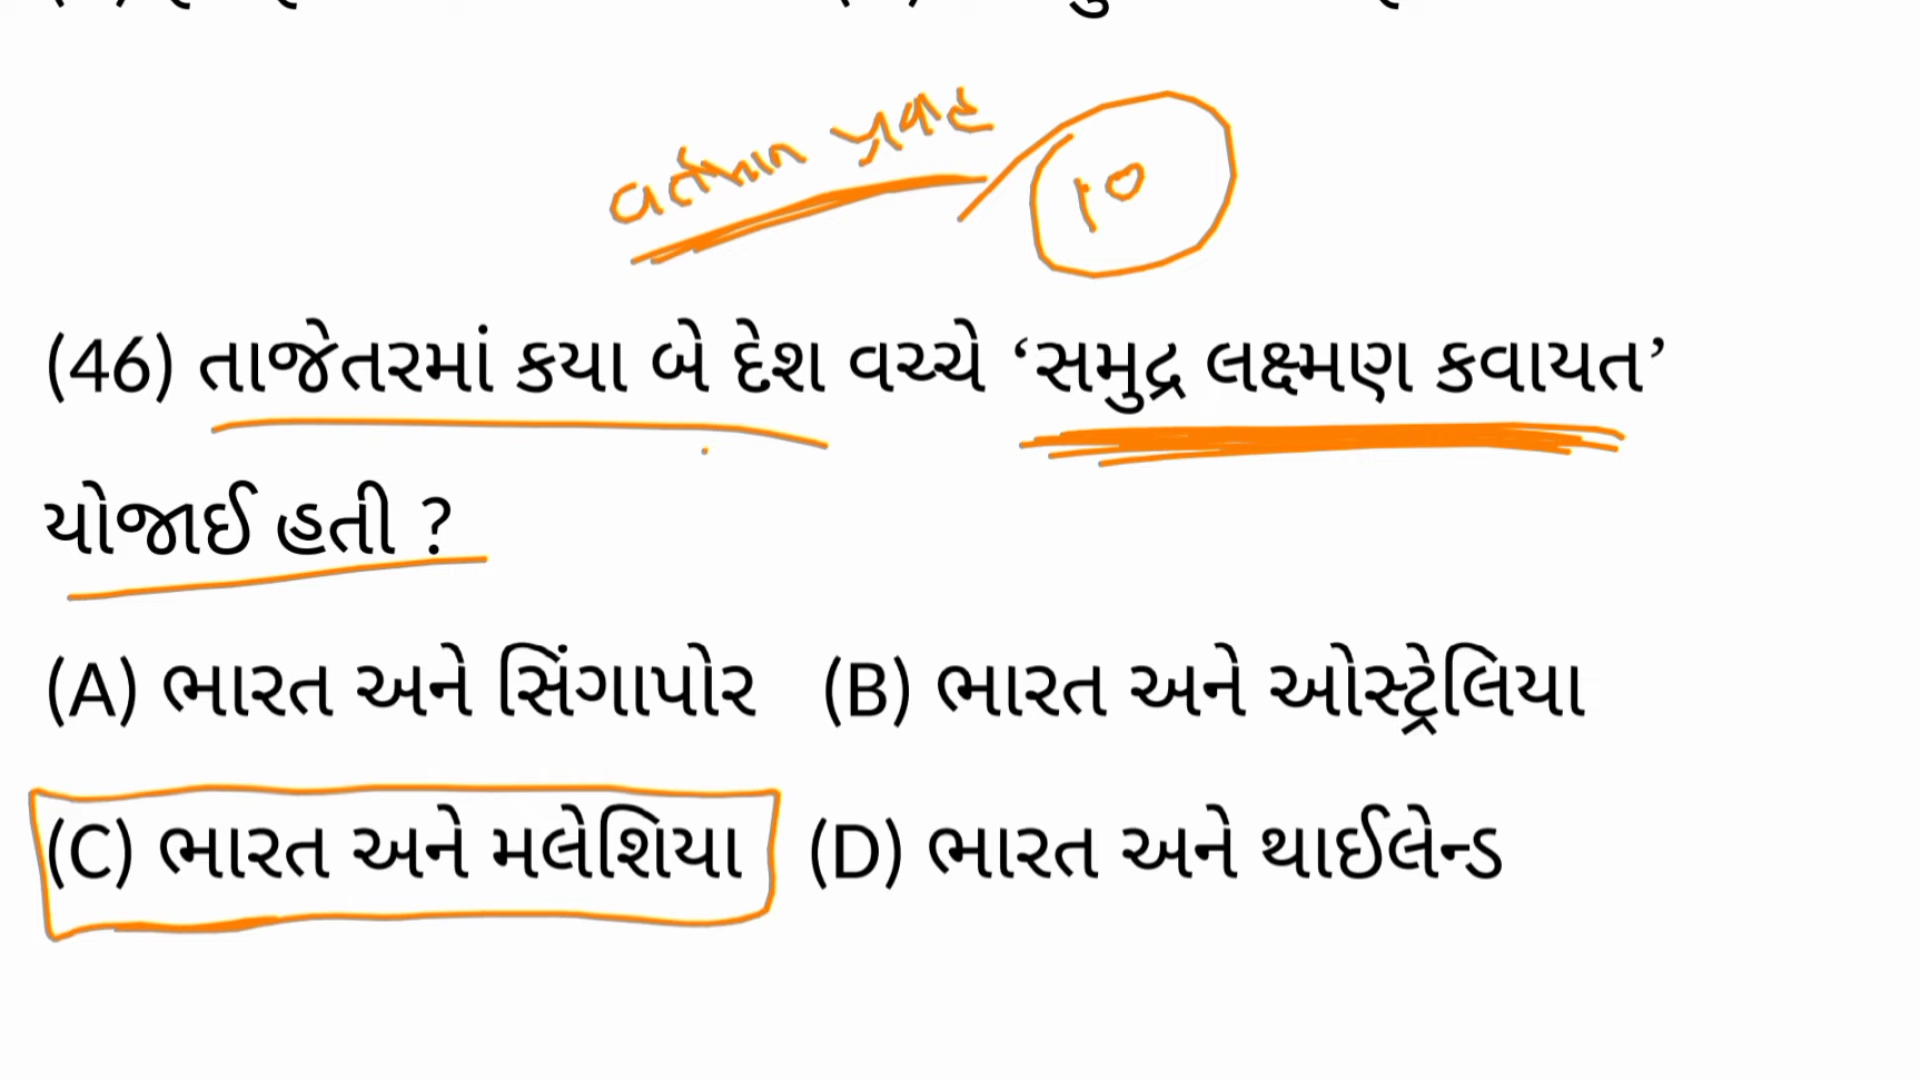 વર્તમાન પ્રવાહ
૧૦
(46) તાજેતરમાં કયા બે દેશ વચ્ચે ‘સમુદ્ર લક્ષ્મણ કવાયત’
યોજાઈ હતી ?
(A) ભારત અને સિંગાપોર (B) ભારત અને ઓસ્ટ્રેલિયા
(C) ભારત અને મલેશિયા (D) ભારત અને થાઈલેન્ડ